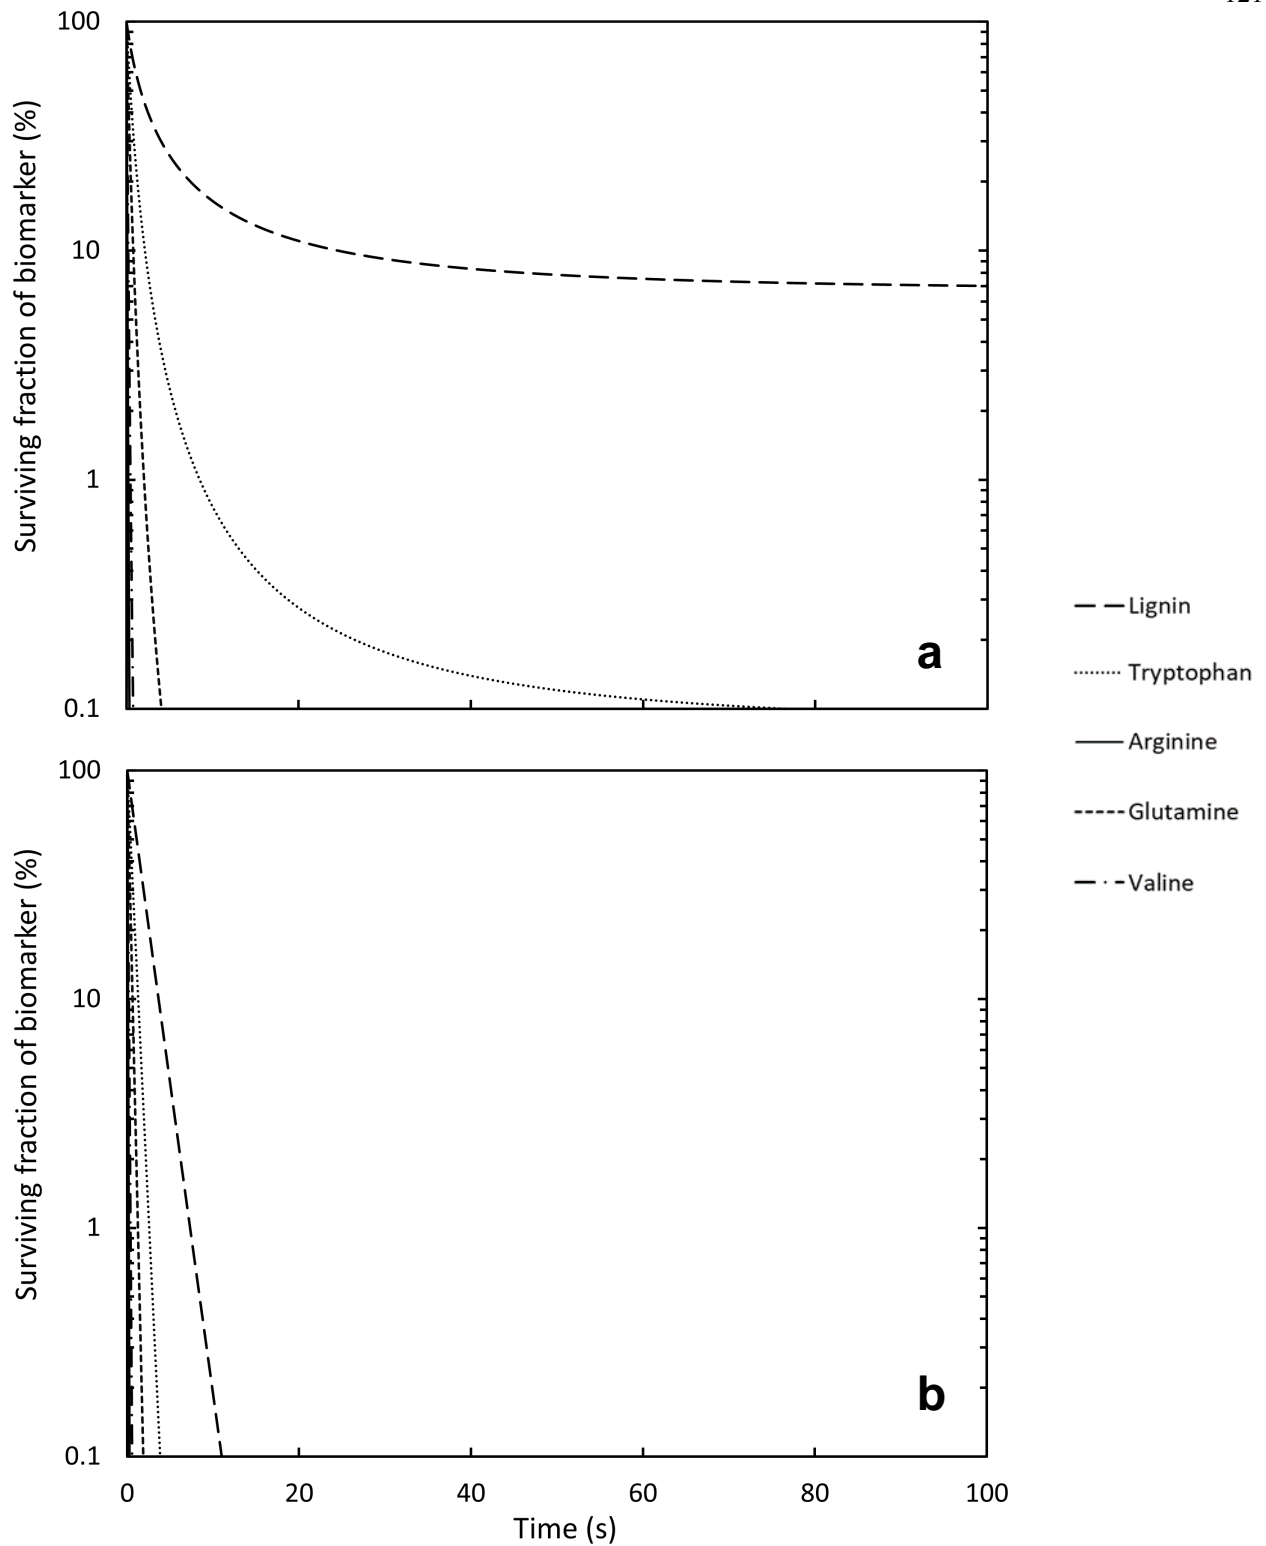 100
10
1
0.1
Surviving fraction of biomarker (%)
a
100
10
1
0.1
Surviving fraction of biomarker (%)
b
0 20 40 60 80 100
Time (s)
Lignin
Tryptophan
Arginine
Glutamine
Valine